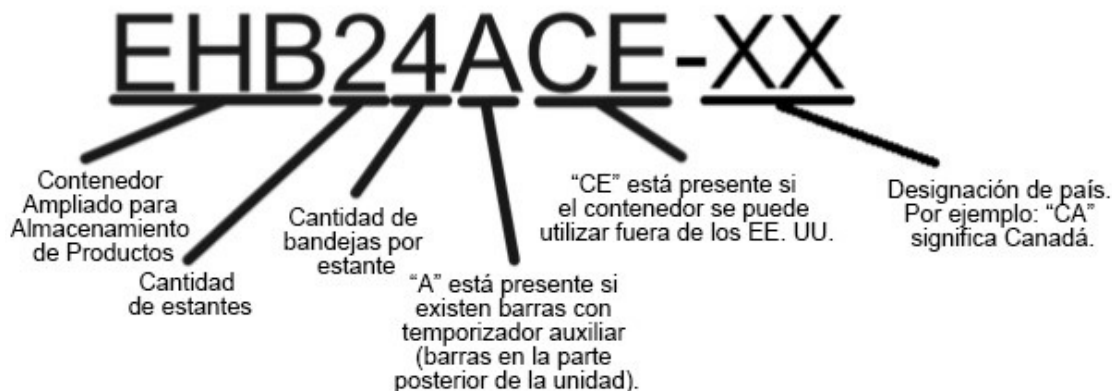 EHB24ACE-XX
Contenedor
Ampliado para
Almacenamiento
de Productos
Cantidad
de estantes
Cantidad de
bandejas por
estante
“A” está presente si
existen barras con
temporizador auxiliar
(barras en la parte
posterior de la unidad).
“CE” está presente si
el contenedor se puede
utilizar fuera de los EE. UU.
Designación de país.
Por ejemplo: “CA”
significa Canadá.